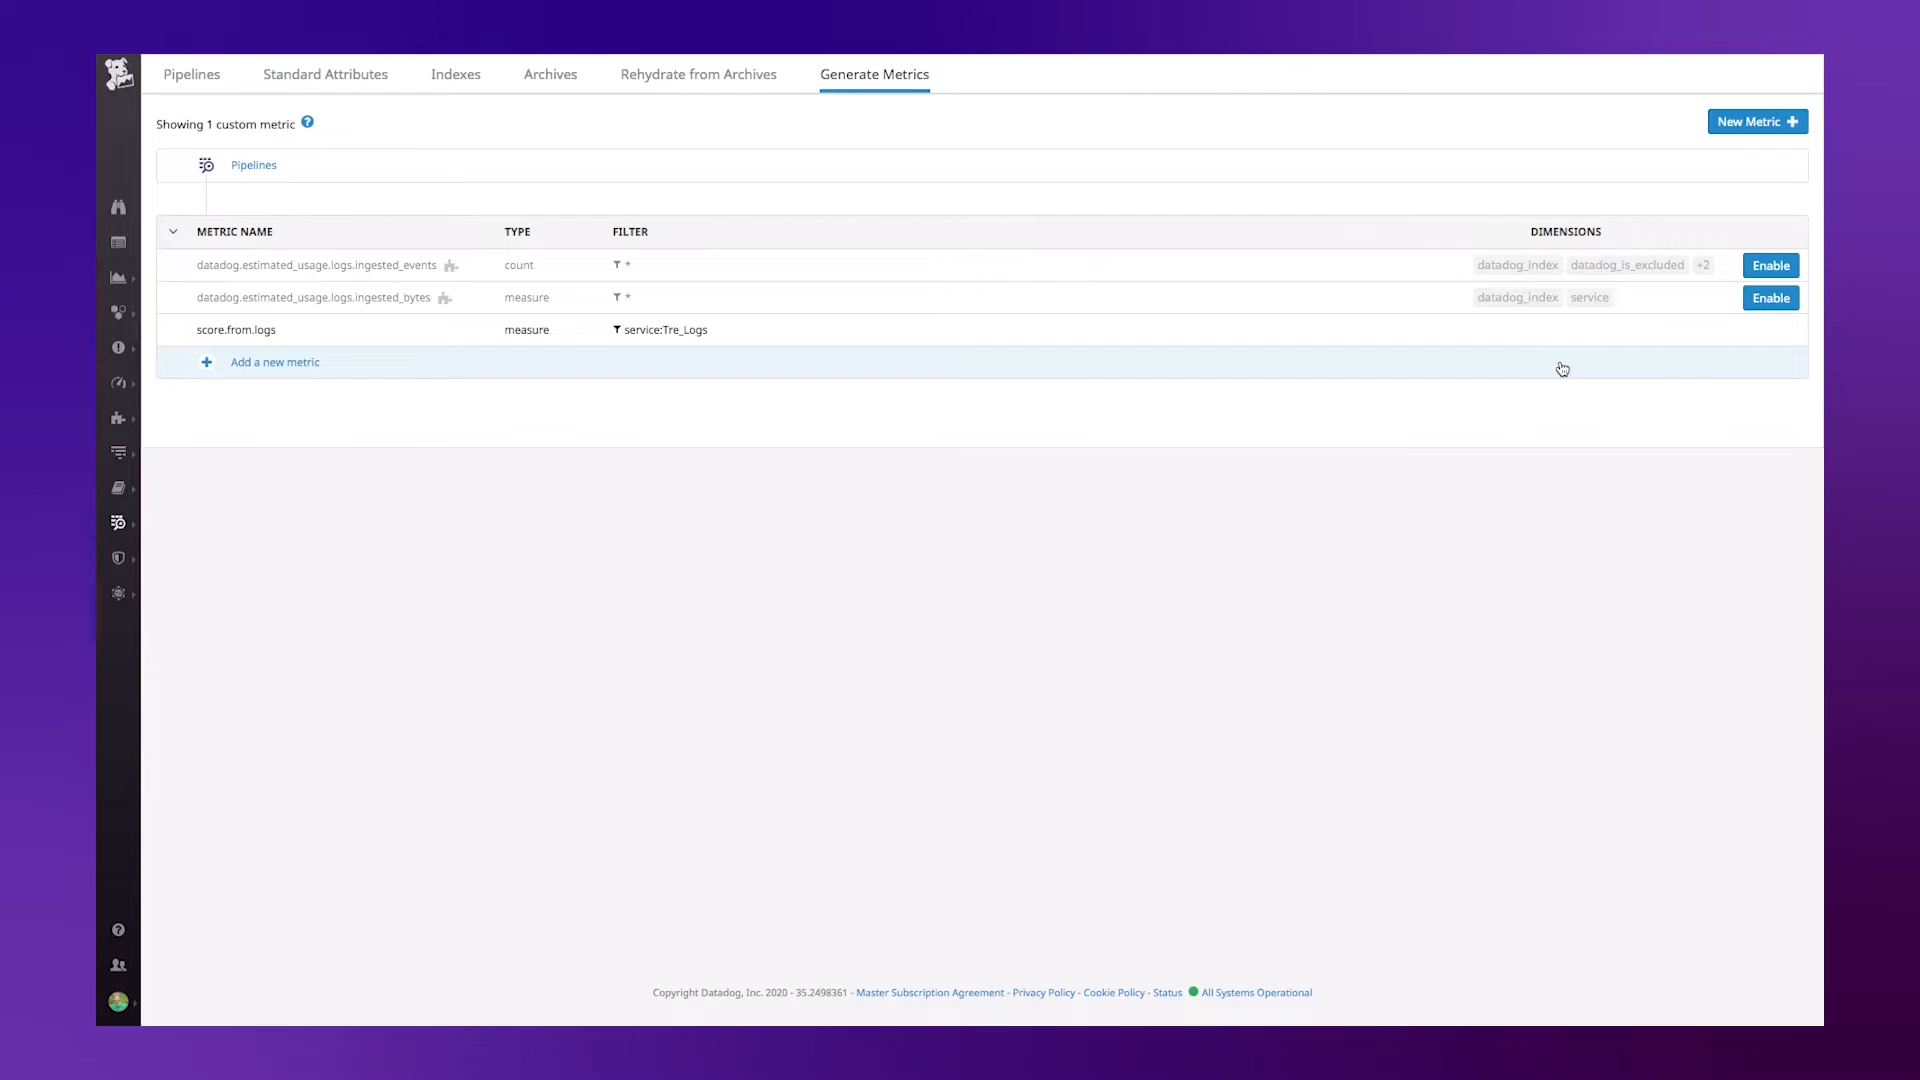 Pipelines Standard Attributes Indexes Archives Rehydrate from Archives Generate Metrics
Showing 1 custom metric ?
New Metric +
Pipelines
METRIC NAME TYPE FILTER DIMENSIONS
datadog.estimated_usage.logs.ingested_events count * datadog_index datadog_is_excluded +2 Enable
datadog.estimated_usage.logs.ingested_bytes measure * datadog_index service Enable
score.from.logs measure service:Tre_Logs
+ Add a new metric
Copyright Datadog, Inc. 2020 - 35.2498361 - Master Subscription Agreement - Privacy Policy - Cookie Policy - Status All Systems Operational